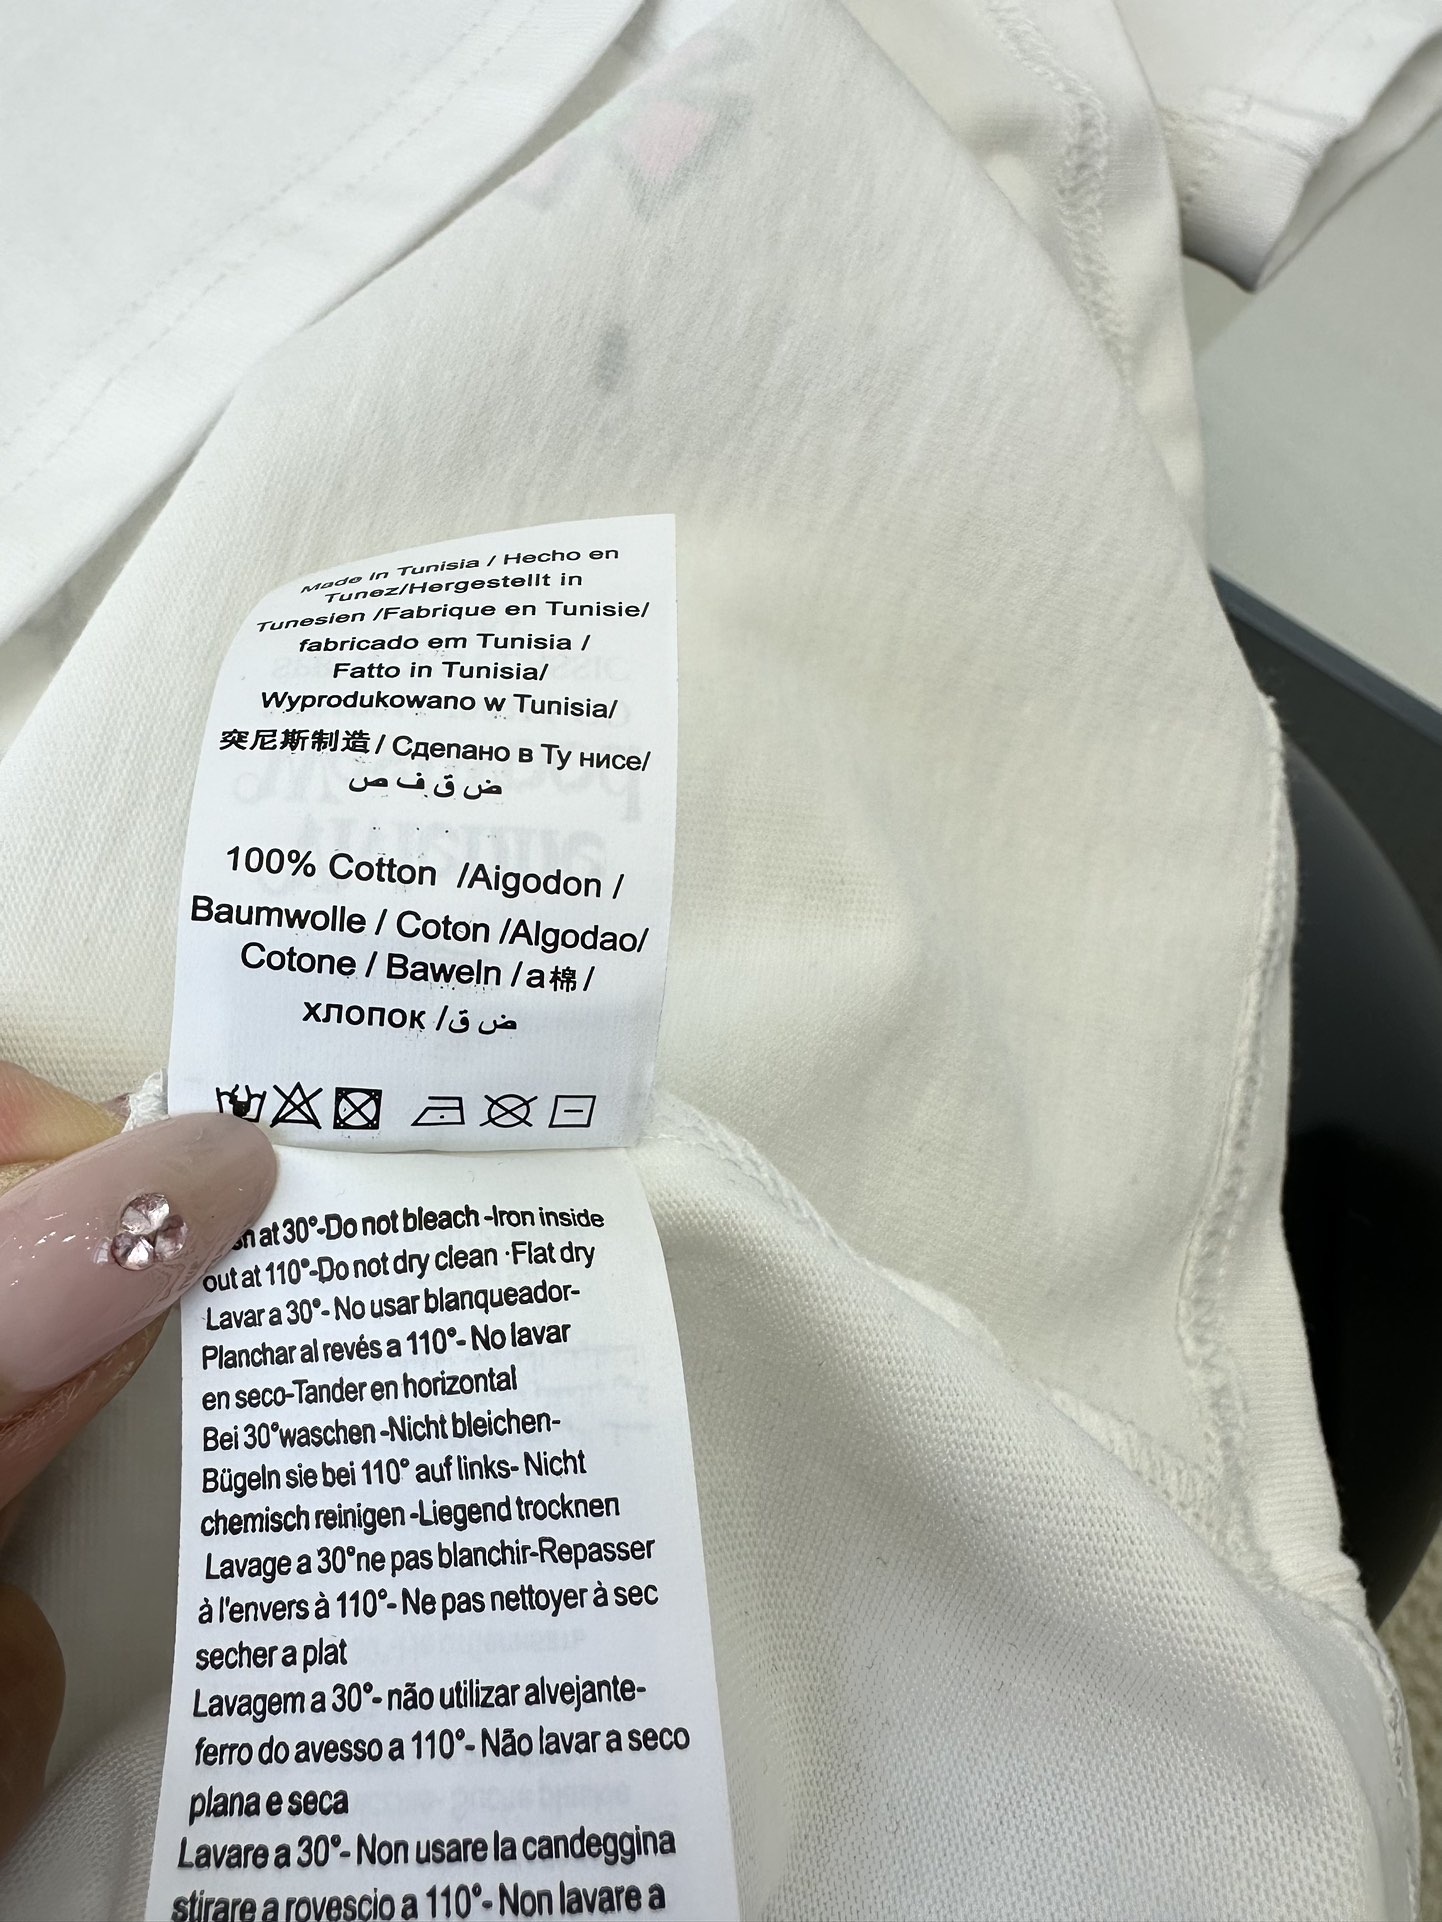 Made in Tunisia / Hecho en
Tunez/Hergestellt in
Tunesien /Fabrique en Tunisie/
fabricado em Tunisia /
Fatto in Tunisia/
Wyprodukowano w Tunisia/
突尼斯制造 / Сдепано в Ту нисе/
ض ق ف ص
100% Cotton /Aigodon /
Baumwolle / Coton /Algodao/
Cotone / Baweln /a棉/
хлопок /ض ق
at 30°-Do not bleach -Iron inside
out at 110°-Do not dry clean ·Flat dry
Lavar a 30°- No usar blanqueador-
Planchar al revés a 110°- No lavar
en seco-Tander en horizontal
Bei 30°waschen -Nicht bleichen-
Bügeln sie bei 110° auf links- Nicht
chemisch reinigen -Liegend trocknen
Lavage a 30°ne pas blanchir-Repasser
à l'envers à 110°- Ne pas nettoyer à sec
secher a plat
Lavagem a 30°- não utilizar alvejante-
ferro do avesso a 110°- Não lavar a seco
plana e seca
Lavare a 30°- Non usare la candeggina
stirare a rovescio a 110°- Non lavare a